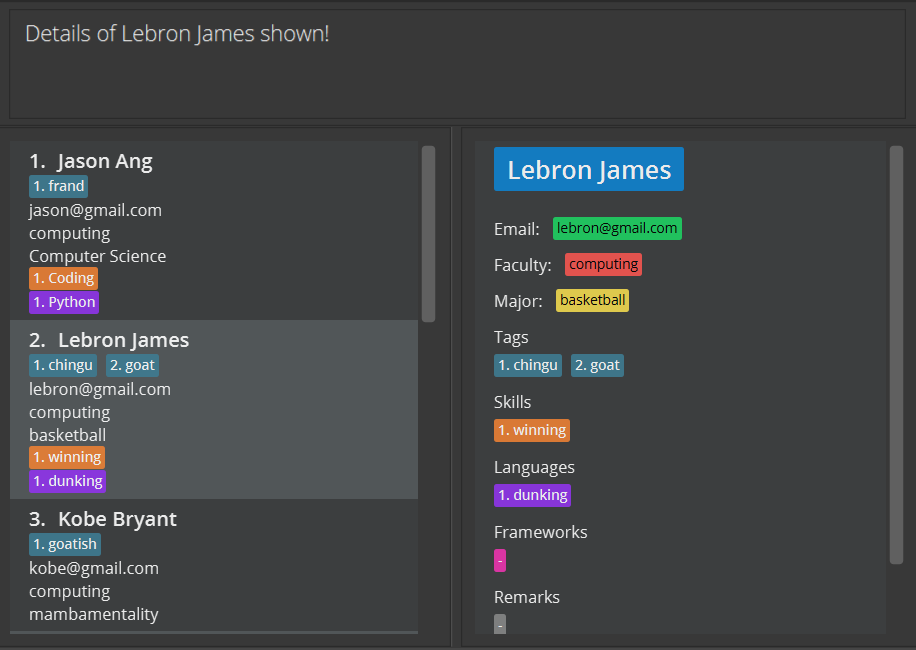 Details of Lebron James shown!
1. Jason Ang
1. frand
jason@gmail.com
computing
Computer Science
1. Coding
1. Python
2. Lebron James
1. chingu 2. goat
lebron@gmail.com
computing
basketball
1. winning
1. dunking
3. Kobe Bryant
1. goatish
kobe@gmail.com
computing
mambamentality
Lebron James
Email: lebron@gmail.com
Faculty: computing
Major: basketball
Tags
1. chingu 2. goat
Skills
1. winning
Languages
1. dunking
Frameworks
-
Remarks
-